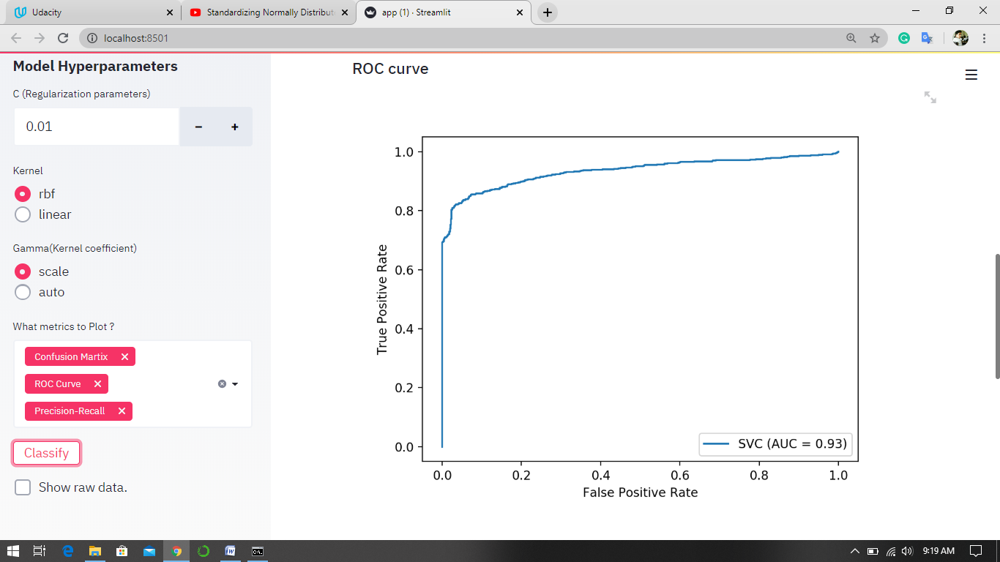 Udacity
Standardizing Normally Distribut
app (1) · Streamlit
localhost:8501
Model Hyperparameters
C (Regularization parameters)
0.01
- +
Kernel
rbf
linear
Gamma(Kernel coefficient)
scale
auto
What metrics to Plot ?
Confusion Martix
ROC Curve
Precision-Recall
Classify
Show raw data.
ROC curve
True Positive Rate
1.0
0.8
0.6
0.4
0.2
0.0
SVC (AUC = 0.93)
0.0 0.2 0.4 0.6 0.8 1.0
False Positive Rate
9:19 AM